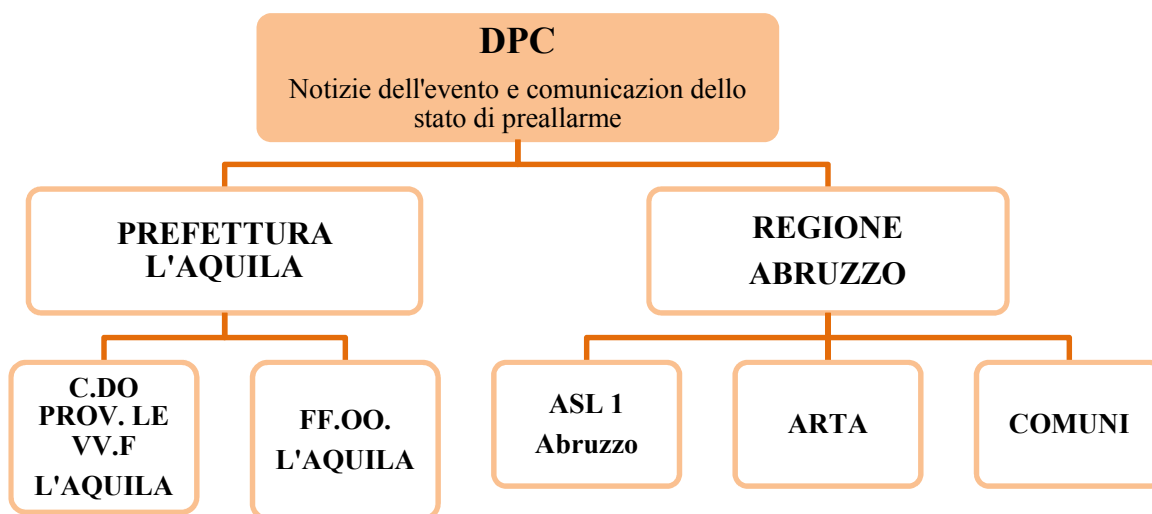 DPC
Notizie dell'evento e comunicazion dello
stato di preallarme
PREFETTURA
L'AQUILA
REGIONE
ABRUZZO
C.DO
PROV. LE
VV.F
L'AQUILA
FF.OO.
L'AQUILA
ASL 1
Abruzzo
ARTA
COMUNI